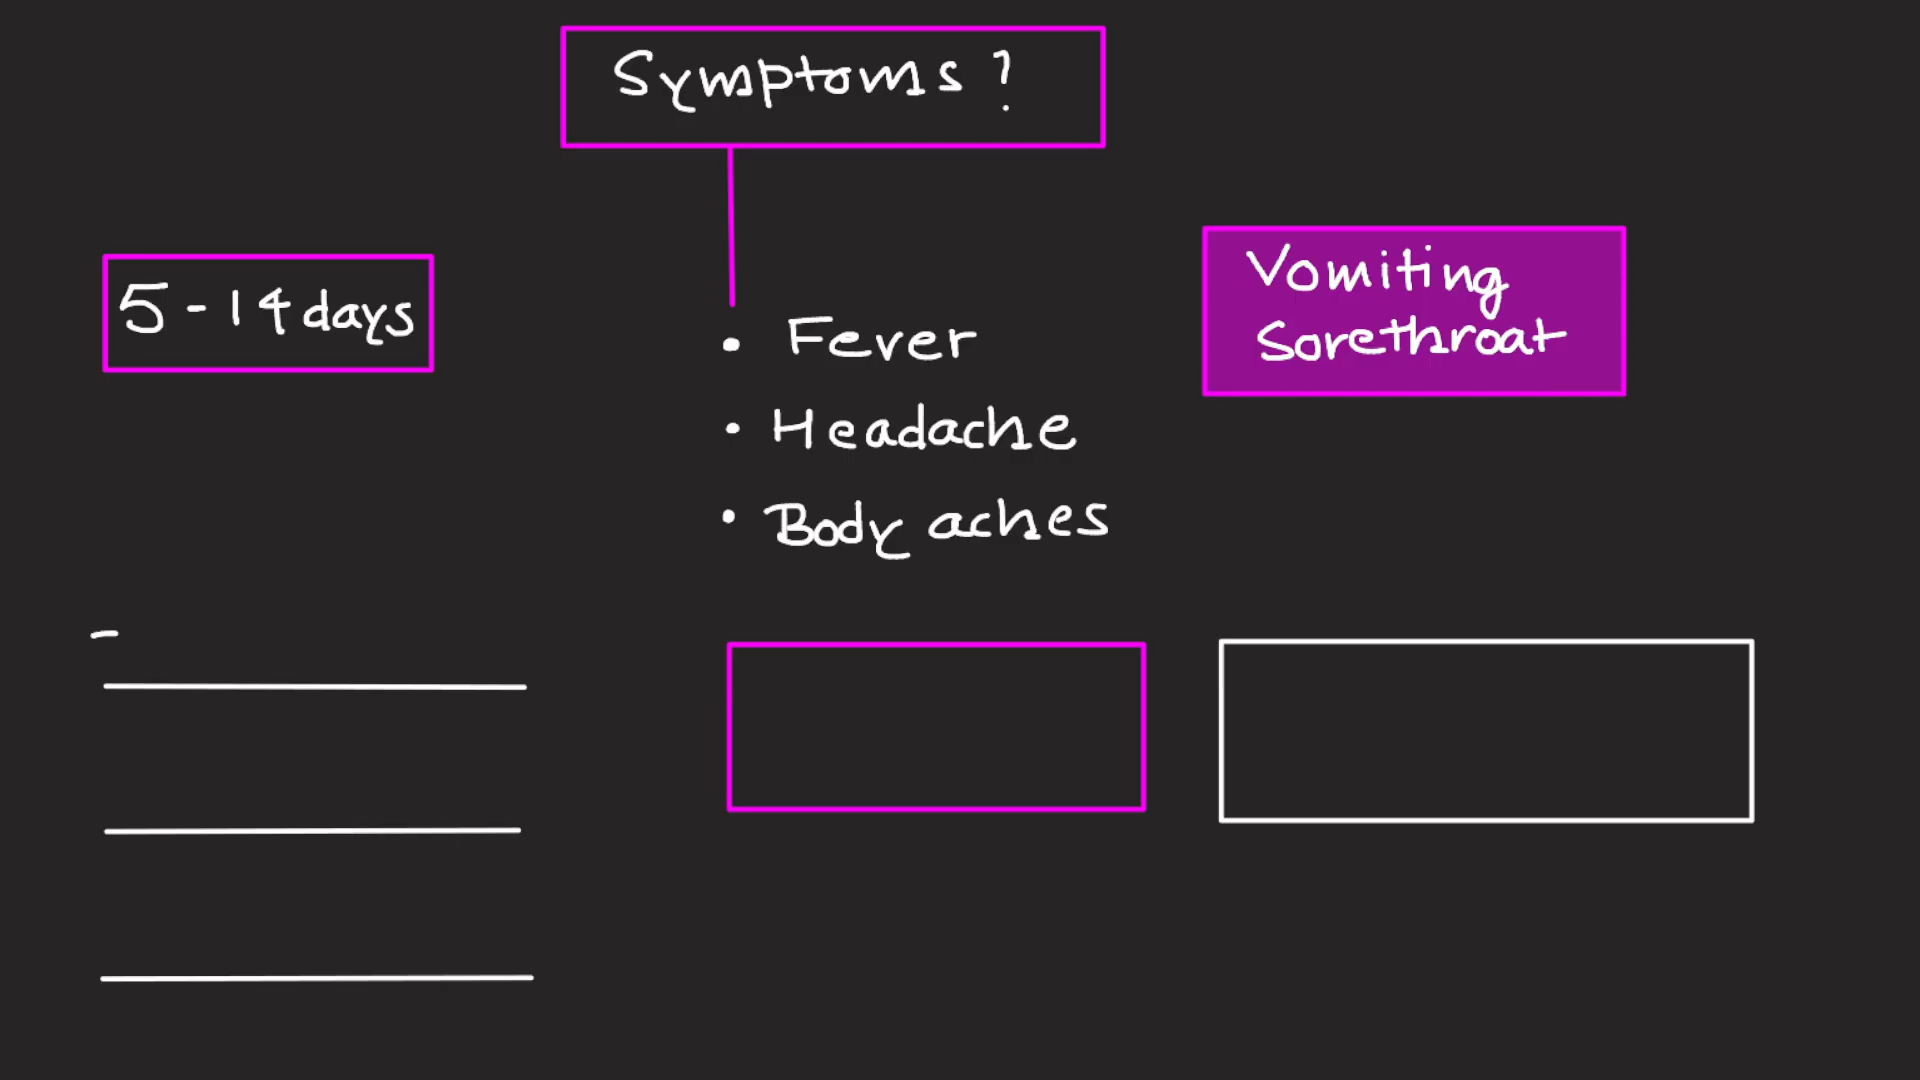 Symptoms ?
5-14 days
• Fever
• Headache
• Body aches
Vomiting
Sorethroat